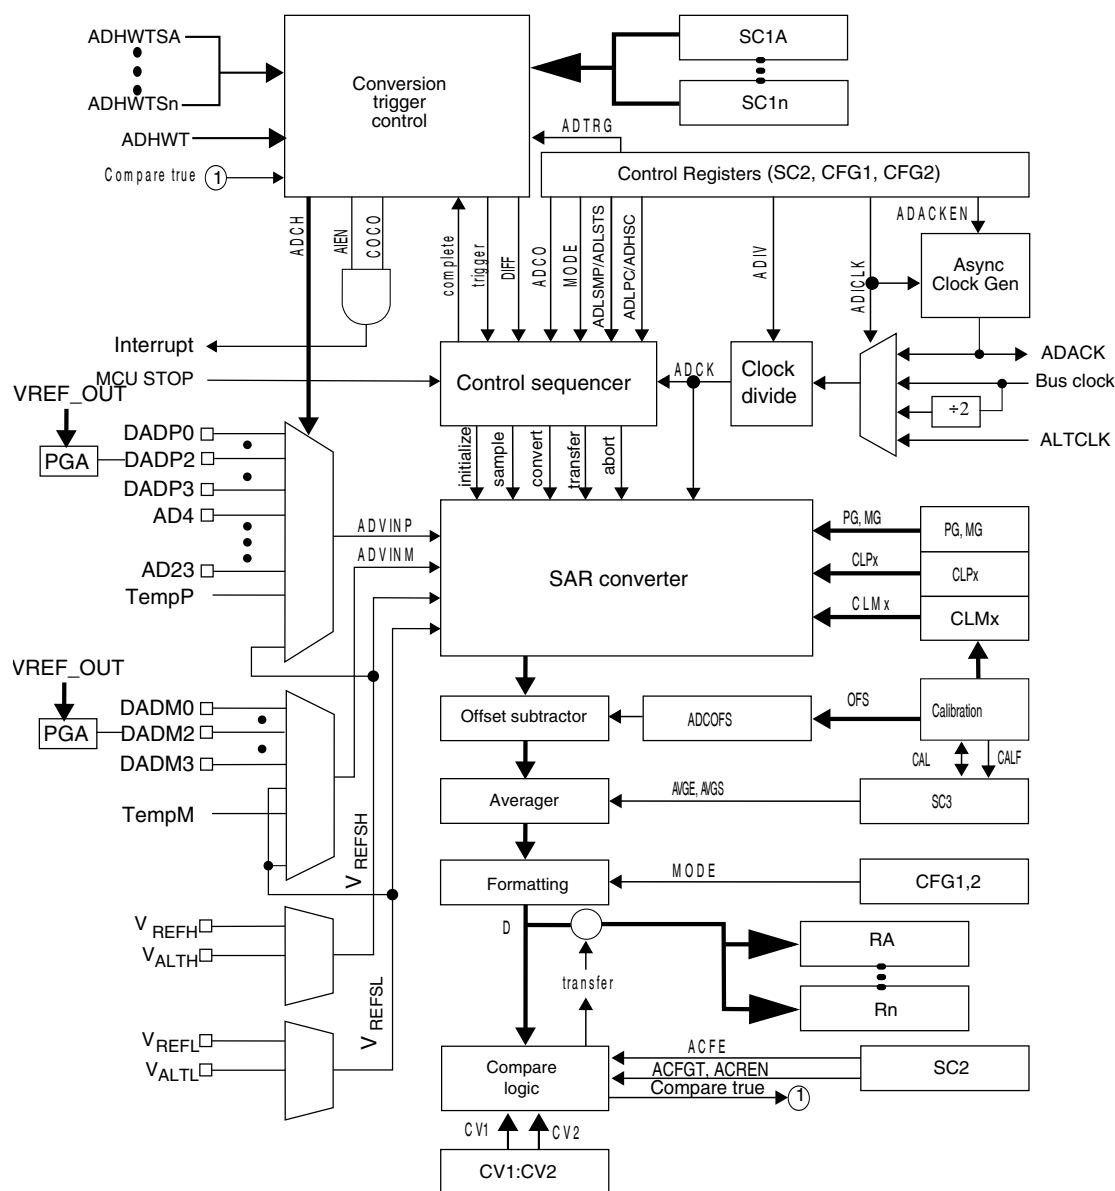 ADHWTSA
ADHWTSn
ADHWT
Compare true 1
Conversion
trigger
control
SC1A
SC1n
ADTRG
Control Registers (SC2, CFG1, CFG2)
ADCH
AIEN
COCO
complete
trigger
DIFF
ADCO
MODE
ADLSMP/ADLSTS
ADLPC/ADHSC
ADIV
ADICLK
ADACKEN
Async
Clock Gen
Interrupt
MCU STOP
Control sequencer
ADCK
Clock
divide
ADACK
Bus clock
÷2
ALTCLK
VREF_OUT
PGA
DADP0
DADP2
DADP3
AD4
AD23
TempP
initialize
sample
convert
transfer
abort
ADVINP
ADVINM
SAR converter
PG, MG
PG, MG
CLPx
CLPx
CLMx
CLMx
VREF_OUT
PGA
DADM0
DADM2
DADM3
TempM
Offset subtractor
ADCOFS
OFS
Calibration
CAL
CALF
Averager
AVGE, AVGS
SC3
Formatting
MODE
CFG1,2
V REFSH
V REFSL
V REFH
VALTH
VREFL
VALTL
D
transfer
RA
Rn
Compare
logic
ACFE
ACFGT, ACREN
Compare true 1
SC2
CV1
CV2
CV1:CV2